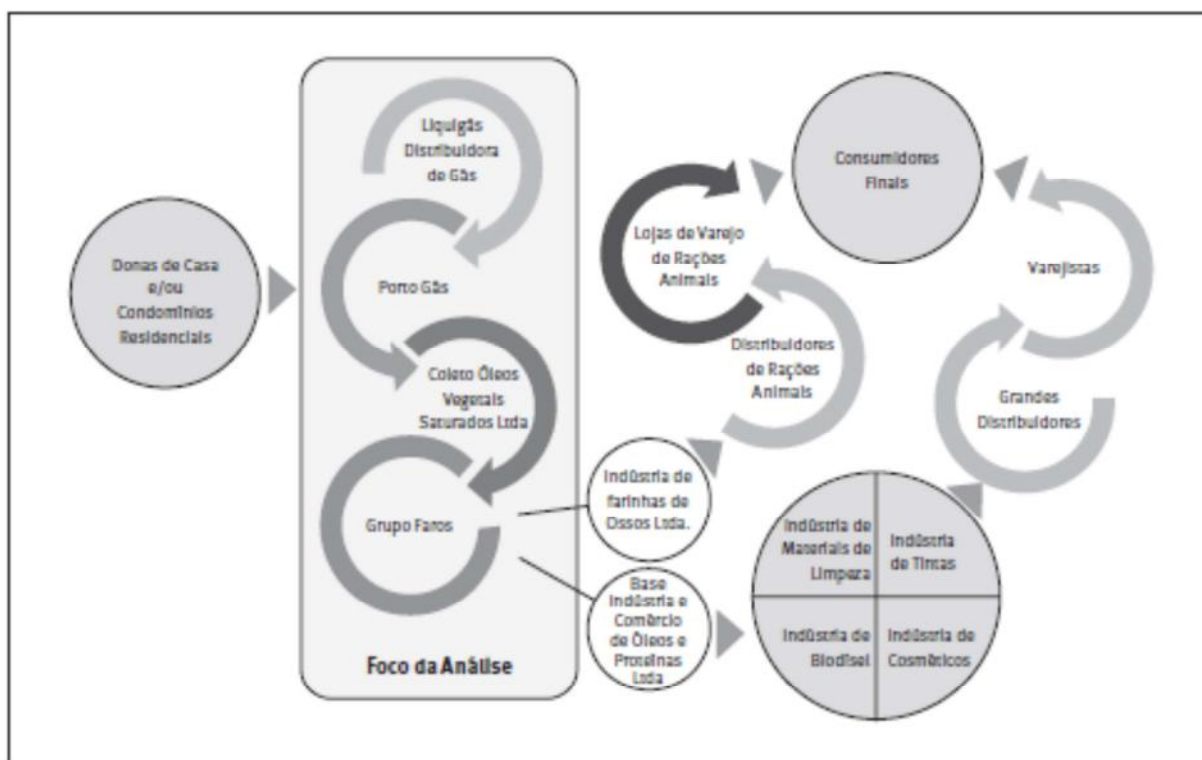 Donas de Casa
e/ou
Condomínios
Residenciais
Liquigás
Distribuidora
de Gás
Porto Gás
Coleto Óleos
Vegetais
Saturados Ltda
Grupo Faros
Foco da Análise
Indústria de
farinhas de
Ossos Ltda.
Base
Indústria e
Comércio
de Óleos e
Proteínas
Ltda
Lojas de Varejo
de Rações
Animais
Distribuidores
de Rações
Animais
Consumidores
Finais
Varejistas
Grandes
Distribuidores
Indústria de
Materiais de
Limpeza
Indústria
de Tintas
Indústria de
Biodisel
Indústria de
Cosméticos